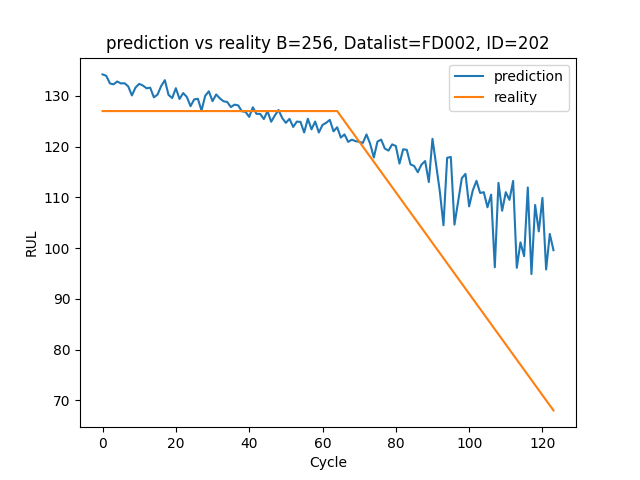 prediction vs reality B=256, Datalist=FD002, ID=202
prediction
reality
130
120
110
100
90
80
70
RUL
0 20 40 60 80 100 120
Cycle